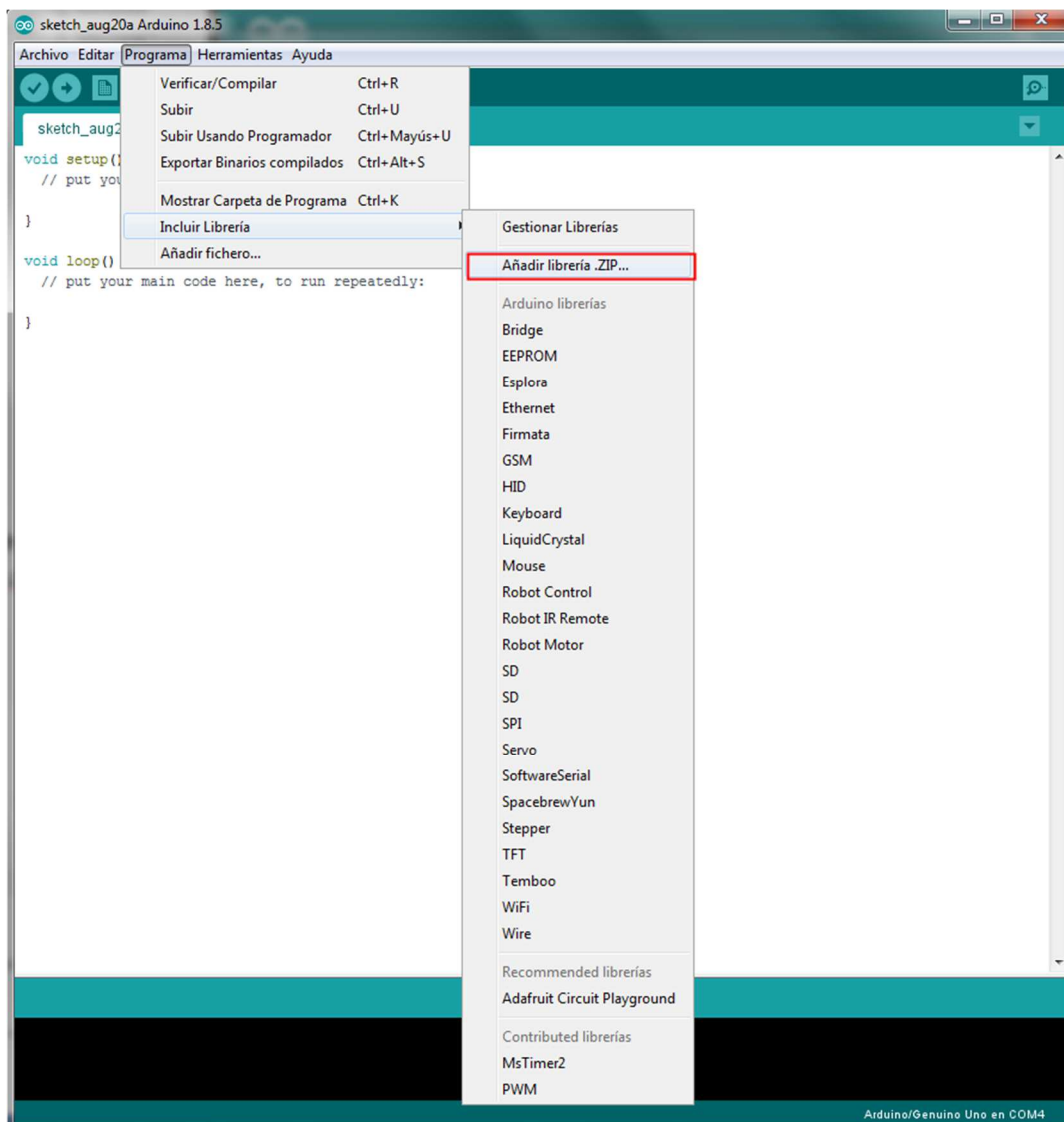 sketch_aug20a Arduino 1.8.5
Archivo Editar Programa Herramientas Ayuda
Verificar/Compilar Ctrl+R
Subir Ctrl+U
Subir Usando Programador Ctrl+Mayús+U
Exportar Binarios compilados Ctrl+Alt+S
Mostrar Carpeta de Programa Ctrl+K
Incluir Librería
Añadir fichero...
sketch_aug2
void setup()
// put you
}
void loop()
// put your main code here, to run repeatedly:
}
Gestionar Librerías
Añadir librería .ZIP...
Arduino librerías
Bridge
EEPROM
Esplora
Ethernet
Firmata
GSM
HID
Keyboard
LiquidCrystal
Mouse
Robot Control
Robot IR Remote
Robot Motor
SD
SD
SPI
Servo
SoftwareSerial
SpacebrewYun
Stepper
TFT
Temboo
WiFi
Wire
Recommended librerías
Adafruit Circuit Playground
Contributed librerías
MsTimer2
PWM
Arduino/Genuino Uno en COM4